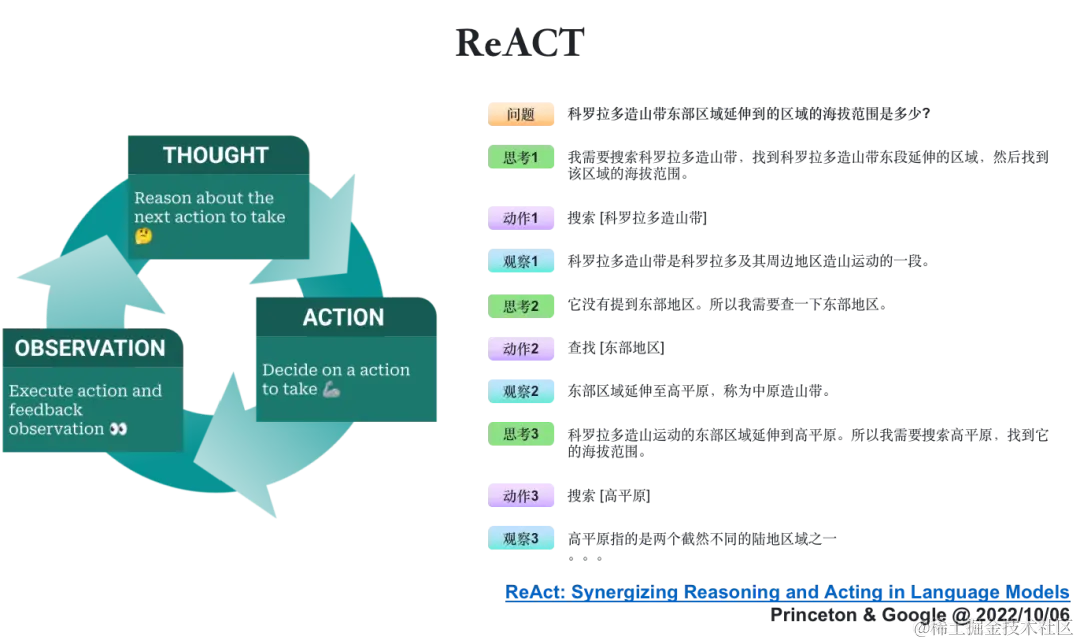 ReACT
THOUGHT
Reason about the
next action to take
🤔
ACTION
Decide on a action
to take 🦾
OBSERVATION
Execute action and
feedback
observation 👀
问题 科罗拉多造山带东部区域延伸到的区域的海拔范围是多少?
思考1 我需要搜索科罗拉多造山带，找到科罗拉多造山带东段延伸的区域，然后找到
该区域的海拔范围。
动作1 搜索 [科罗拉多造山带]
观察1 科罗拉多造山带是科罗拉多及其周边地区造山运动的一段。
思考2 它没有提到东部地区。所以我需要查一下东部地区。
动作2 查找 [东部地区]
观察2 东部区域延伸至高平原，称为中原造山带。
思考3 科罗拉多造山运动的东部区域延伸到高平原。所以我需要搜索高平原，找到它
的海拔范围。
动作3 搜索 [高平原]
观察3 高平原指的是两个截然不同的陆地区域之一
。。。
ReAct: Synergizing Reasoning and Acting in Language Models
Princeton & Google @ 2022/10/06
@稀土掘金技术社区